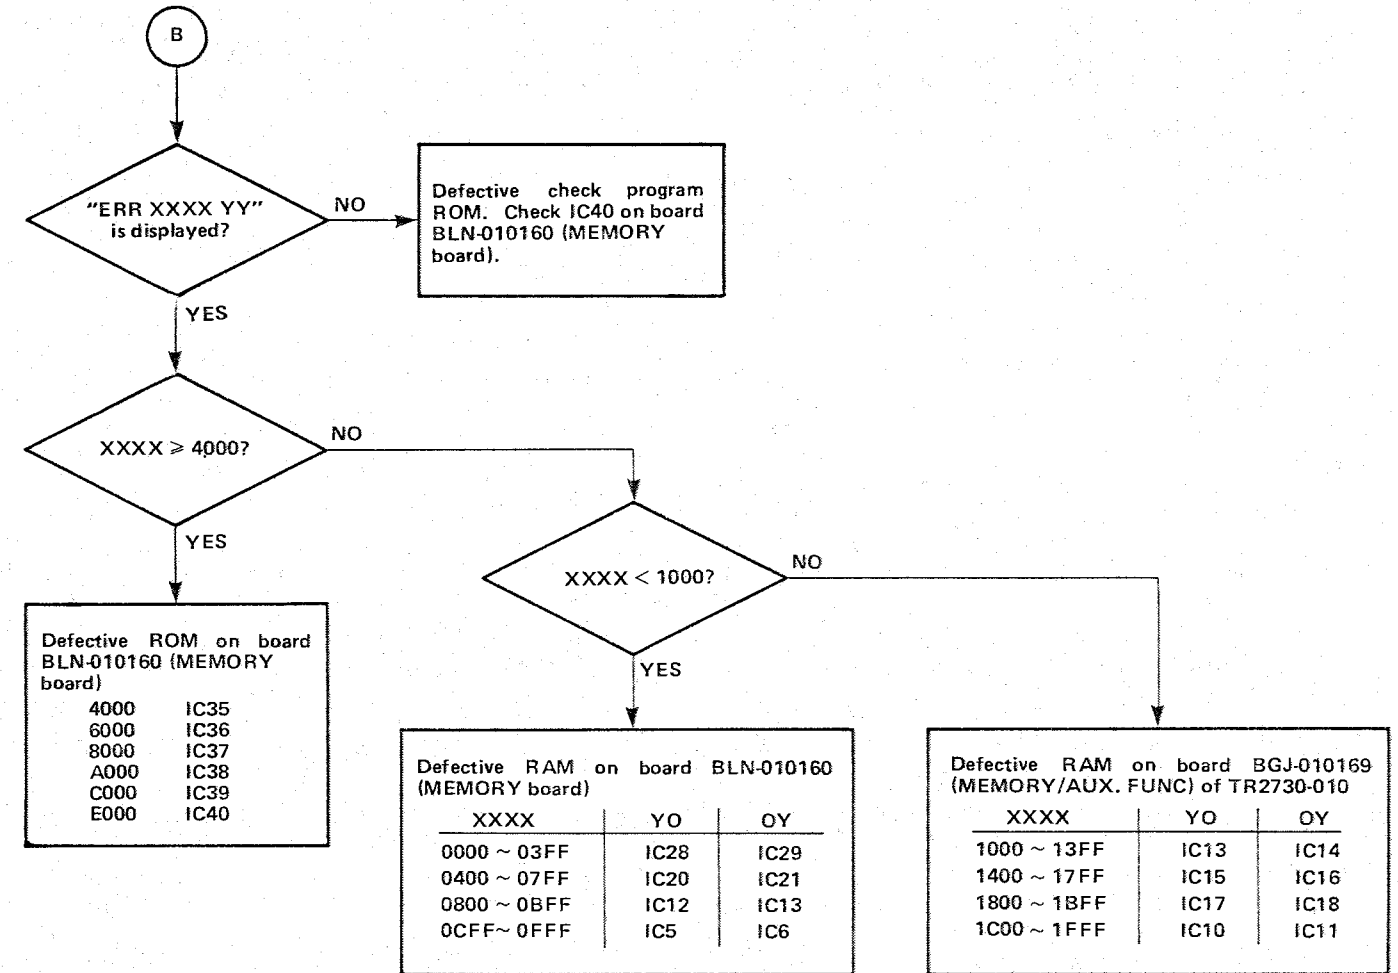 B
"ERR XXXX YY"
is displayed?
NO
Defective check program
ROM. Check IC40 on board
BLN-010160 (MEMORY
board).
YES
XXXX ⩾ 4000?
NO
YES
XXXX < 1000?
NO
YES
Defective ROM on board
BLN-010160 (MEMORY
board)
4000 IC35
6000 IC36
8000 IC37
A000 IC38
C000 IC39
E000 IC40
Defective RAM on board BLN-010160
(MEMORY board)
XXXX YO OY
0000 ~ 03FF IC28 IC29
0400 ~ 07FF IC20 IC21
0800 ~ 0BFF IC12 IC13
0CFF~ 0FFF IC5 IC6
Defective RAM on board BGJ-010169
(MEMORY/AUX. FUNC) of TR2730-010
XXXX YO OY
1000 ~ 13FF IC13 IC14
1400 ~ 17FF IC15 IC16
1800 ~ 1BFF IC17 IC18
1C00 ~ 1FFF IC10 IC11